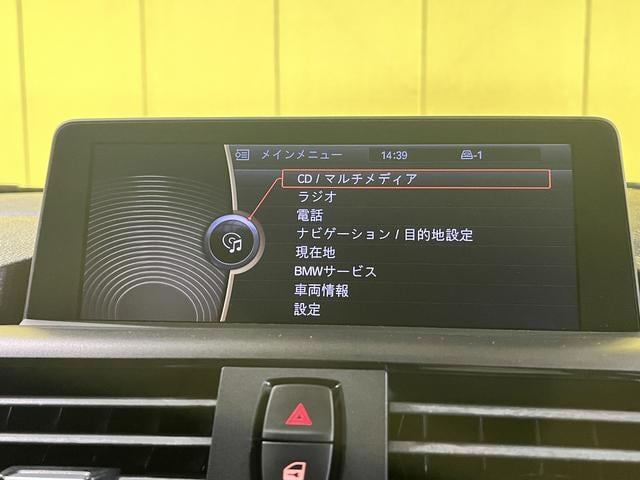 メインメニュー 14:39 -1
CD / マルチメディア
ラジオ
電話
ナビゲーション / 目的地設定
現在地
BMWサービス
車両情報
設定